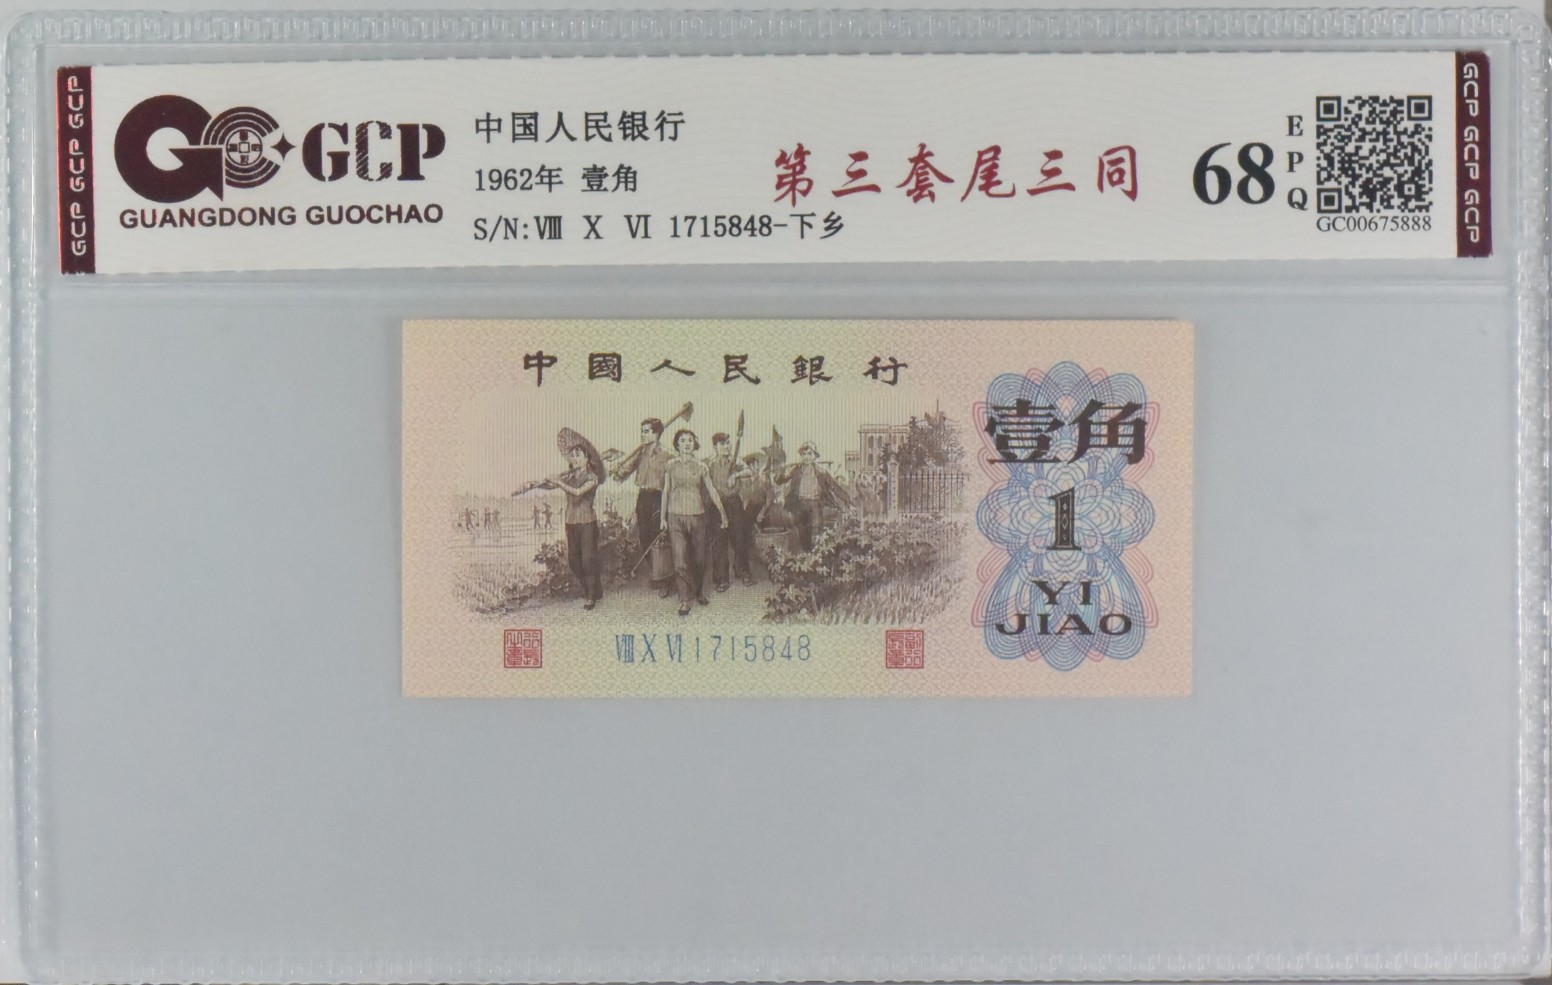 GCP GCP GCP
GCP
GUANGDONG GUOCHAO
中国人民银行
1962年 壹角
S/N:Ⅷ Ⅹ Ⅵ 1715848-下乡
第三套尾三同
68
EPQ
GC00675888
GCP GCP GCP
中國人民銀行
壹角
1
YI
JIAO
ⅧⅩⅥ1715848